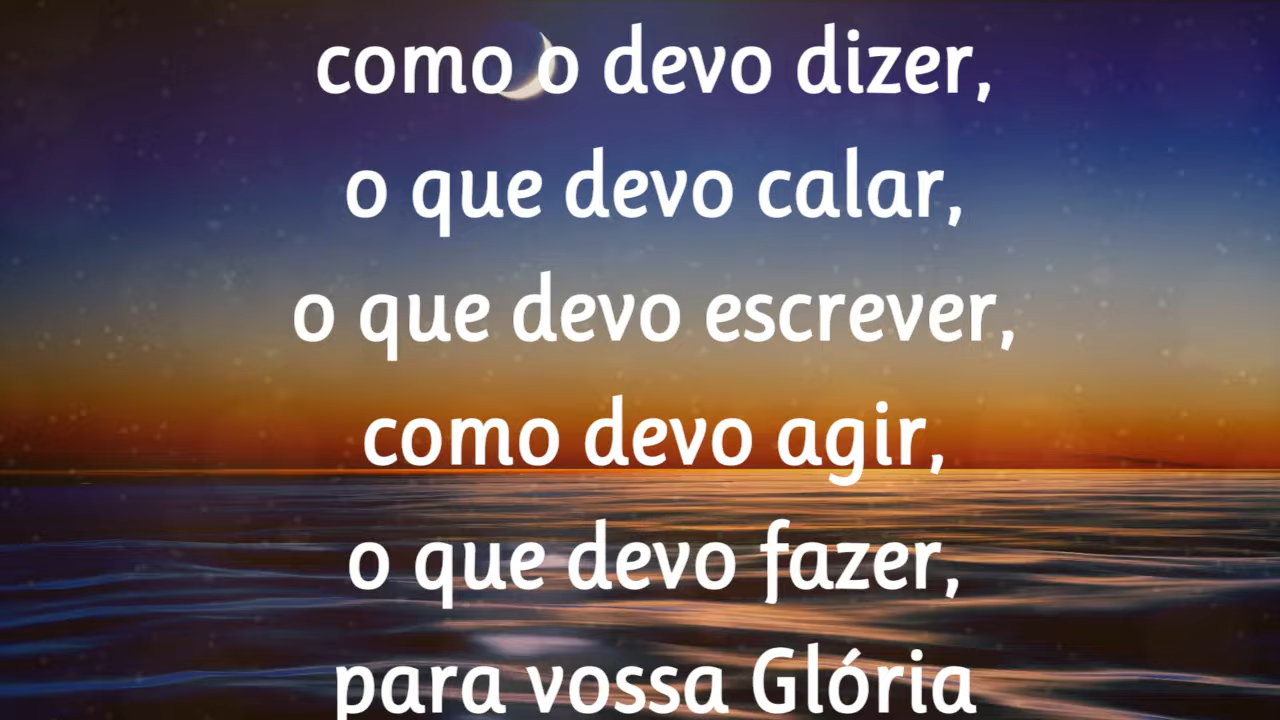 como o devo dizer,
o que devo calar,
o que devo escrever,
como devo agir,
o que devo fazer,
para vossa Glória